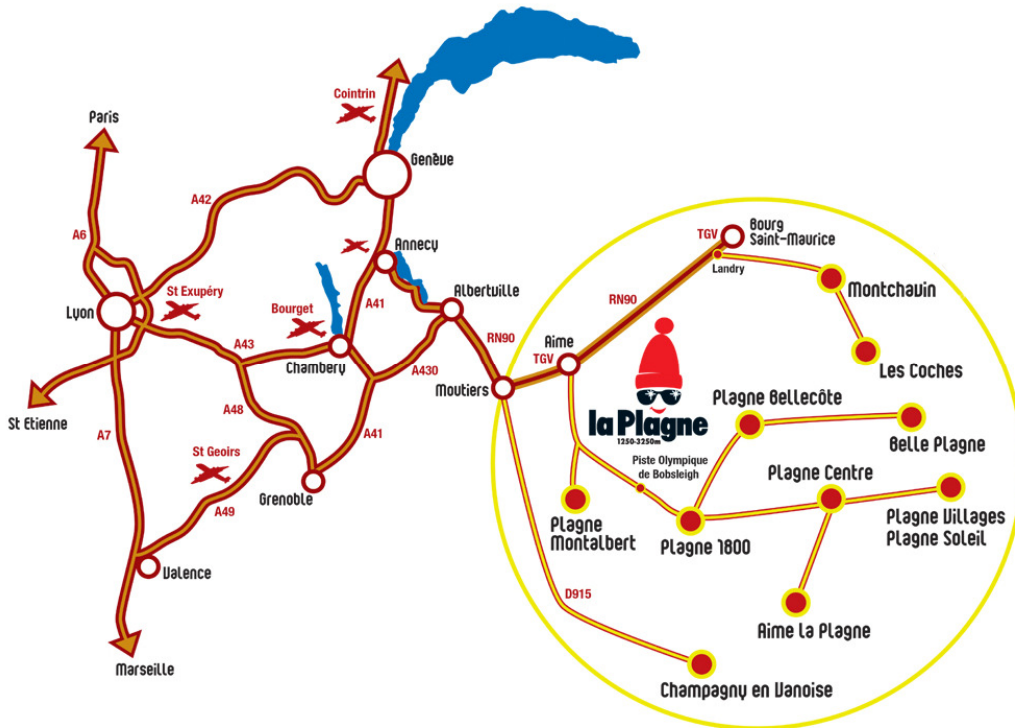 Cointrin
Paris
Genève
A42
A6
Annecy
Bourg
Saint-Maurice
TGV
Landry
St Exupéry
Lyon
Bourget
A41
Albertville
Montchavin
RN90
RN90
Aime
TGV
A43
Chambery
A430
Moutiers
Les Coches
la Plagne
1250-3250m
Plagne Bellecôte
St Etienne
A7
A48
A41
Belle Plagne
St Geoirs
Grenoble
A49
Piste Olympique
de Bobsleigh
Plagne Centre
Plagne
Montalbert
Plagne 1800
Plagne Villages
Plagne Soleil
Valence
D915
Aime la Plagne
Marseille
Champagny en Vanoise